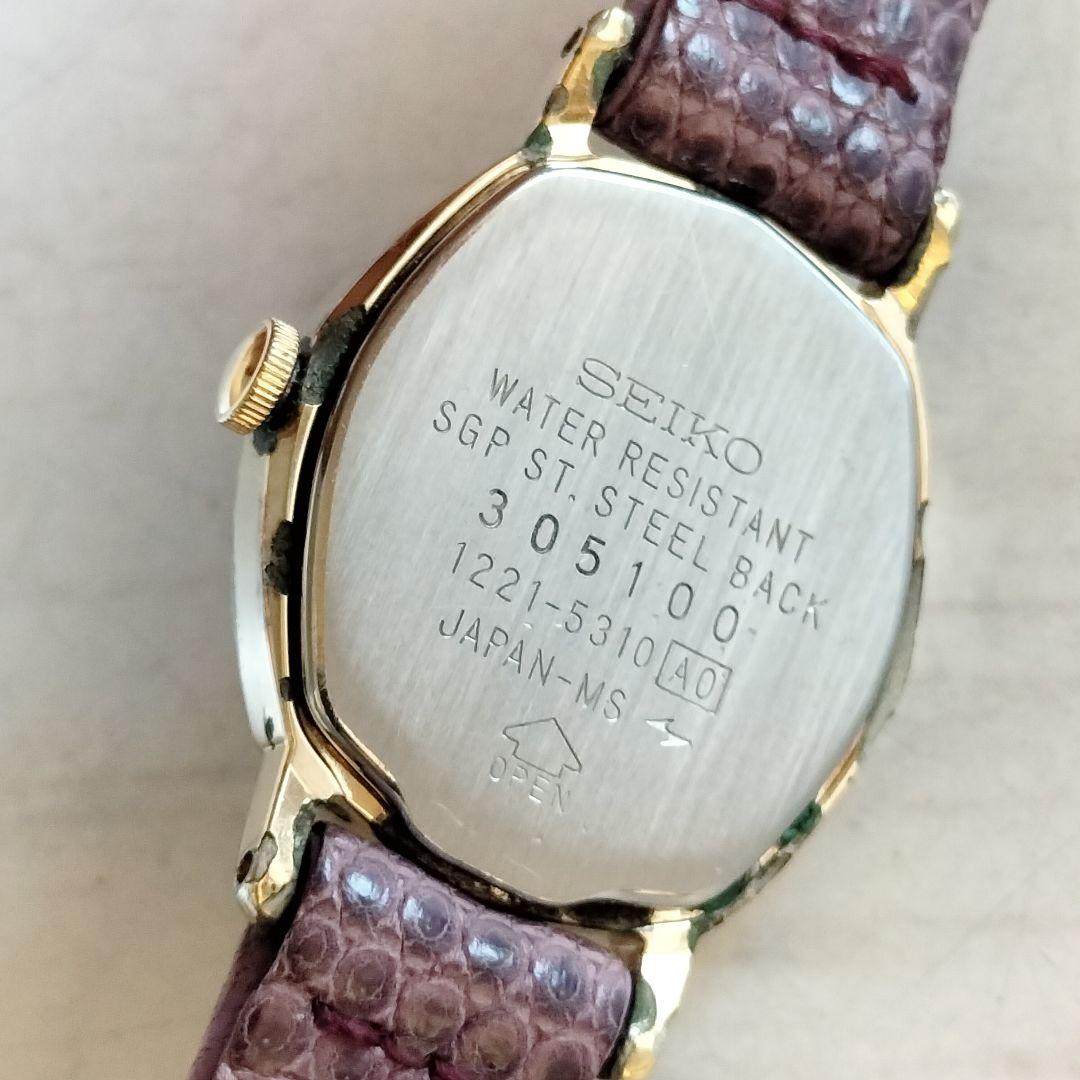 SEIKO
WATER RESISTANT
SGP ST. STEEL BACK
305100
1221-5310 A0
JAPAN-MS
OPEN